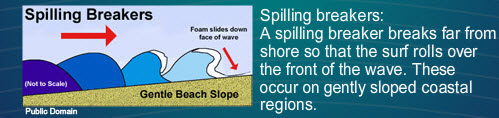 Spilling Breakers
Foam slides down
face of wave
(Not to Scale)
Gentle Beach Slope
Public Domain
Spilling breakers:
A spilling breaker breaks far from
shore so that the surf rolls over
the front of the wave. These
occur on gently sloped coastal
regions.